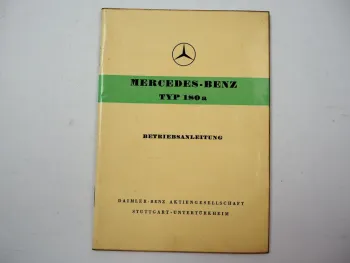 MERCEDES-BENZ
TYP 180a
BETRIEBSANLEITUNG
DAIMLER-BENZ AKTIENGESELLSCHAFT
STUTTGART-UNTERTÜRKHEIM